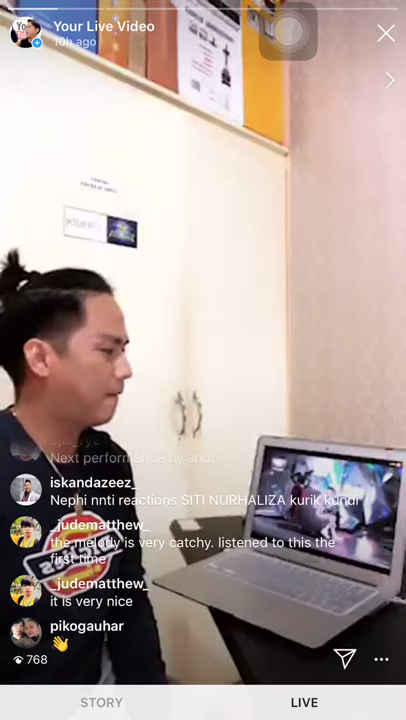 Your Live Video
10h ago
Next performance by andi
iskandazeez_
Nephi nnti reactions SITI NURHALIZA kurik kundi
_judematthew_
the melody is very catchy. listened to this the
first time
_judematthew_
it is very nice
pikogauhar
👋
768
STORY
LIVE